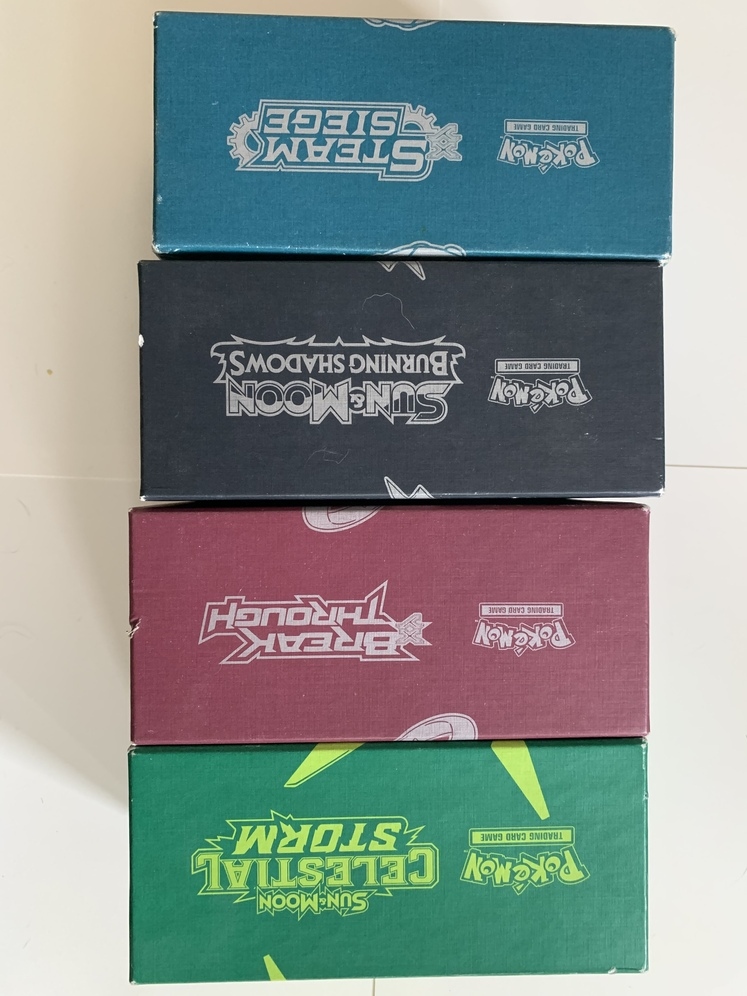 STEAM
SIEGE
POKÉMON
TRADING CARD GAME
SUN & MOON
BURNING SHADOWS
POKÉMON
TRADING CARD GAME
BREAK
THROUGH
POKÉMON
TRADING CARD GAME
SUN & MOON
CELESTIAL
STORM
POKÉMON
TRADING CARD GAME